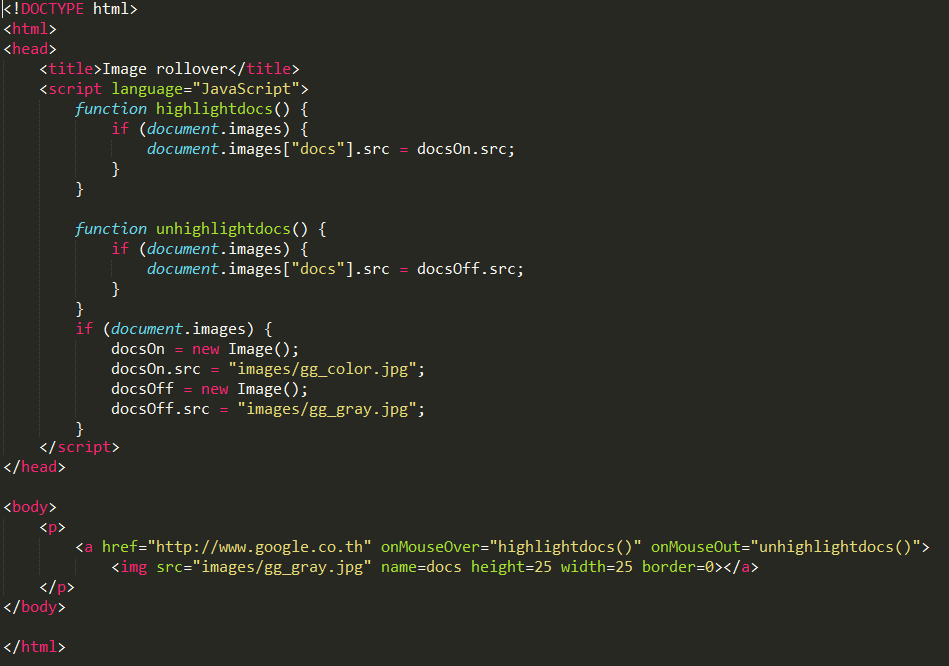 <!DOCTYPE html>
<html>
<head>
    <title>Image rollover</title>
    <script language="JavaScript">
        function highlightdocs() {
            if (document.images) {
                document.images["docs"].src = docsOn.src;
            }
        }

        function unhighlightdocs() {
            if (document.images) {
                document.images["docs"].src = docsOff.src;
            }
        }
        if (document.images) {
            docsOn = new Image();
            docsOn.src = "images/gg_color.jpg";
            docsOff = new Image();
            docsOff.src = "images/gg_gray.jpg";
        }
    </script>
</head>

<body>
    <p>
        <a href="http://www.google.co.th" onMouseOver="highlightdocs()" onMouseOut="unhighlightdocs()">
            <img src="images/gg_gray.jpg" name=docs height=25 width=25 border=0></a>
    </p>
</body>

</html>